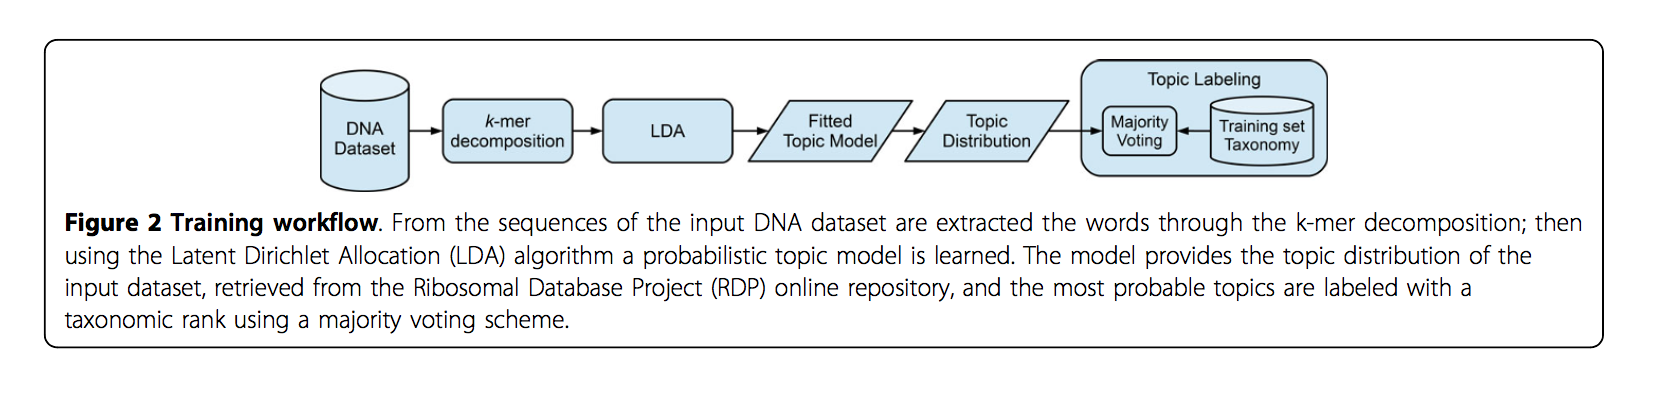 DNA
Dataset
k-mer
decomposition
LDA
Fitted
Topic Model
Topic
Distribution
Topic Labeling
Majority
Voting
Training set
Taxonomy
Figure 2 Training workflow. From the sequences of the input DNA dataset are extracted the words through the k-mer decomposition; then
using the Latent Dirichlet Allocation (LDA) algorithm a probabilistic topic model is learned. The model provides the topic distribution of the
input dataset, retrieved from the Ribosomal Database Project (RDP) online repository, and the most probable topics are labeled with a
taxonomic rank using a majority voting scheme.